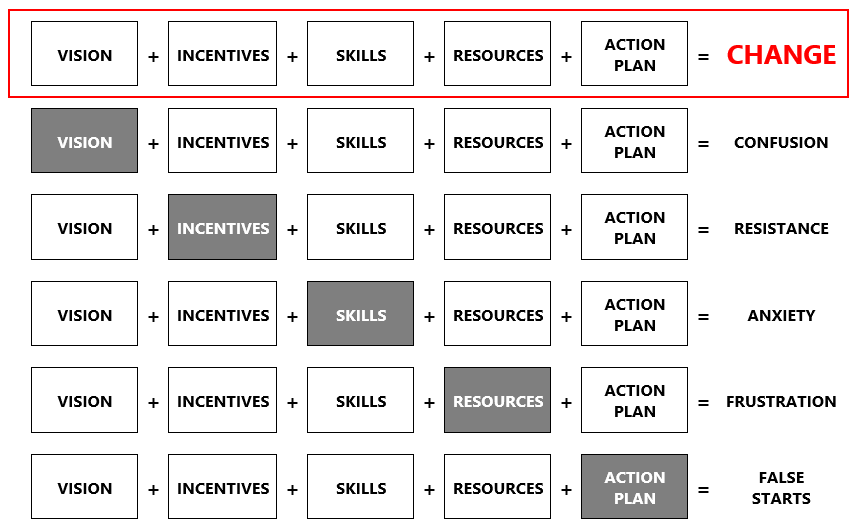 VISION + INCENTIVES + SKILLS + RESOURCES + ACTION PLAN = CHANGE
VISION + INCENTIVES + SKILLS + RESOURCES + ACTION PLAN = CONFUSION
VISION + INCENTIVES + SKILLS + RESOURCES + ACTION PLAN = RESISTANCE
VISION + INCENTIVES + SKILLS + RESOURCES + ACTION PLAN = ANXIETY
VISION + INCENTIVES + SKILLS + RESOURCES + ACTION PLAN = FRUSTRATION
VISION + INCENTIVES + SKILLS + RESOURCES + ACTION PLAN = FALSE STARTS